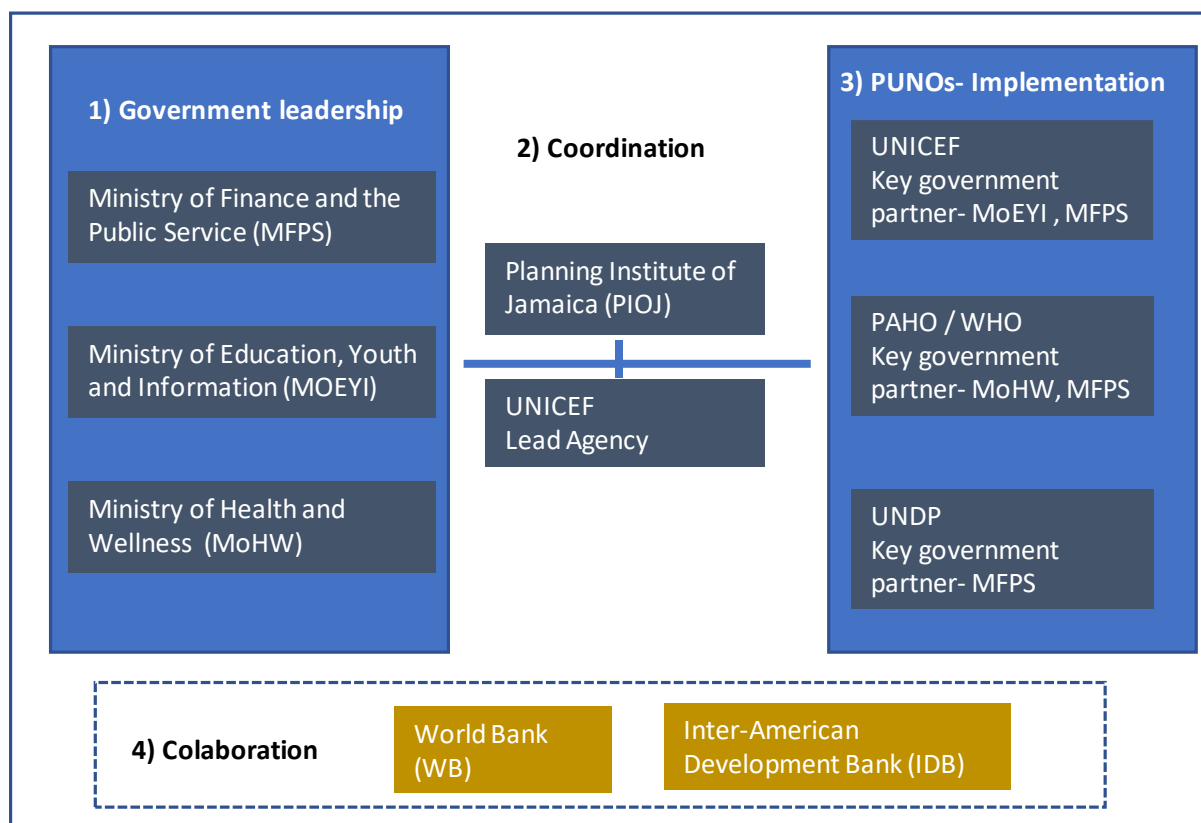 1) Government leadership
Ministry of Finance and the
Public Service (MFPS)
Ministry of Education, Youth
and Information (MOEYI)
Ministry of Health and
Wellness (MoHW)
2) Coordination
Planning Institute of
Jamaica (PIOJ)
UNICEF
Lead Agency
3) PUNOs- Implementation
UNICEF
Key government
partner- MoEYI , MFPS
PAHO / WHO
Key government
partner- MoHW, MFPS
UNDP
Key government
partner- MFPS
4) Colaboration
World Bank
(WB)
Inter-American
Development Bank (IDB)